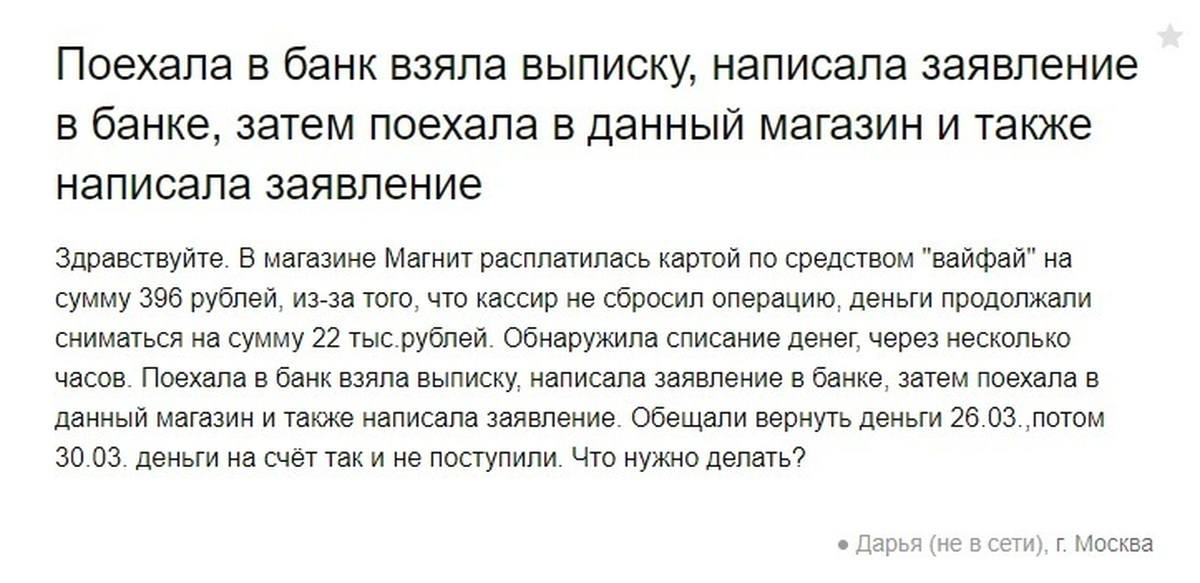 Поехала в банк взяла выписку, написала заявление
в банке, затем поехала в данный магазин и также
написала заявление
Здравствуйте. В магазине Магнит расплатилась картой по средством "вайфай" на
сумму 396 рублей, из-за того, что кассир не сбросил операцию, деньги продолжали
сниматься на сумму 22 тыс.рублей. Обнаружила списание денег, через несколько
часов. Поехала в банк взяла выписку, написала заявление в банке, затем поехала в
данный магазин и также написала заявление. Обещали вернуть деньги 26.03.,потом
30.03. деньги на счёт так и не поступили. Что нужно делать?
● Дарья (не в сети), г. Москва